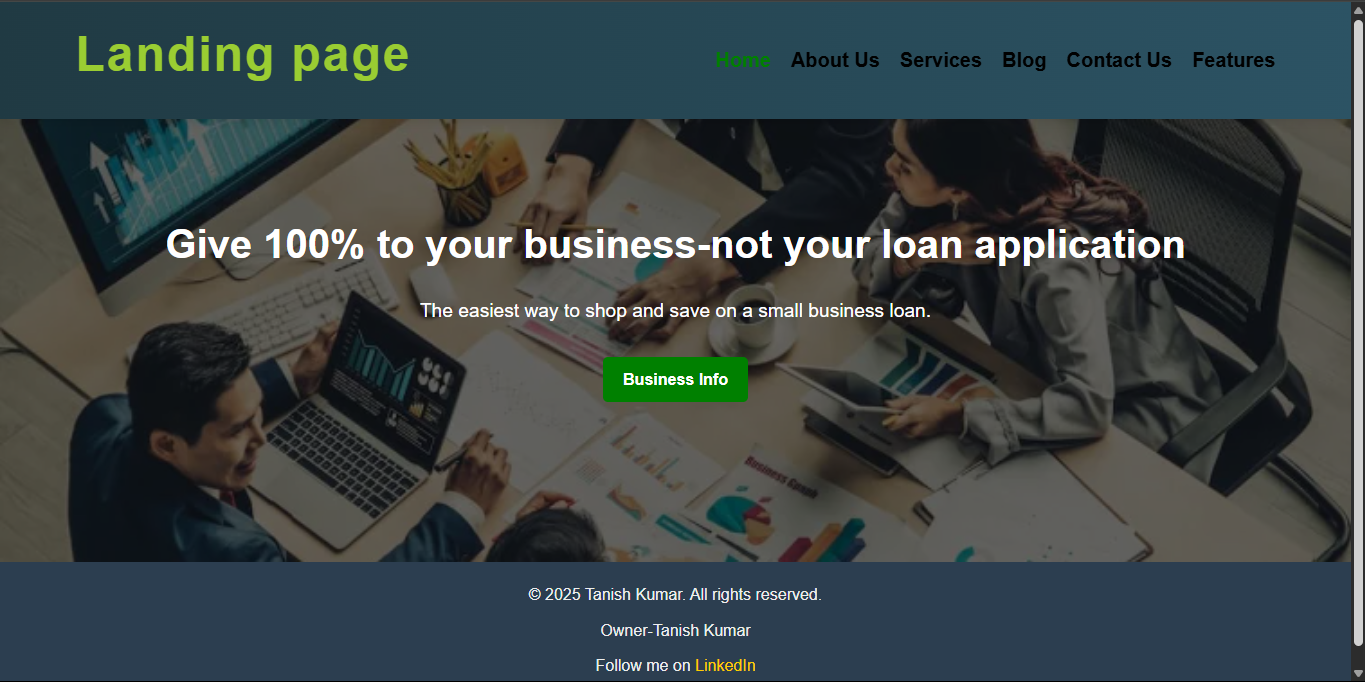 Landing page
Home About Us Services Blog Contact Us Features
Give 100% to your business-not your loan application
The easiest way to shop and save on a small business loan.
Business Info
Business Graph
© 2025 Tanish Kumar. All rights reserved.
Owner-Tanish Kumar
Follow me on LinkedIn